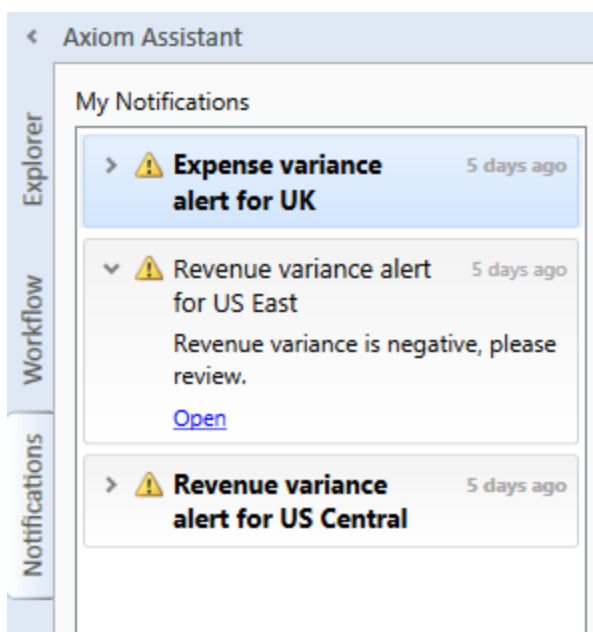 Axiom Assistant
Explorer
Workflow
Notifications
My Notifications
Expense variance 5 days ago
alert for UK
Revenue variance alert 5 days ago
for US East
Revenue variance is negative, please
review.
Open
Revenue variance 5 days ago
alert for US Central